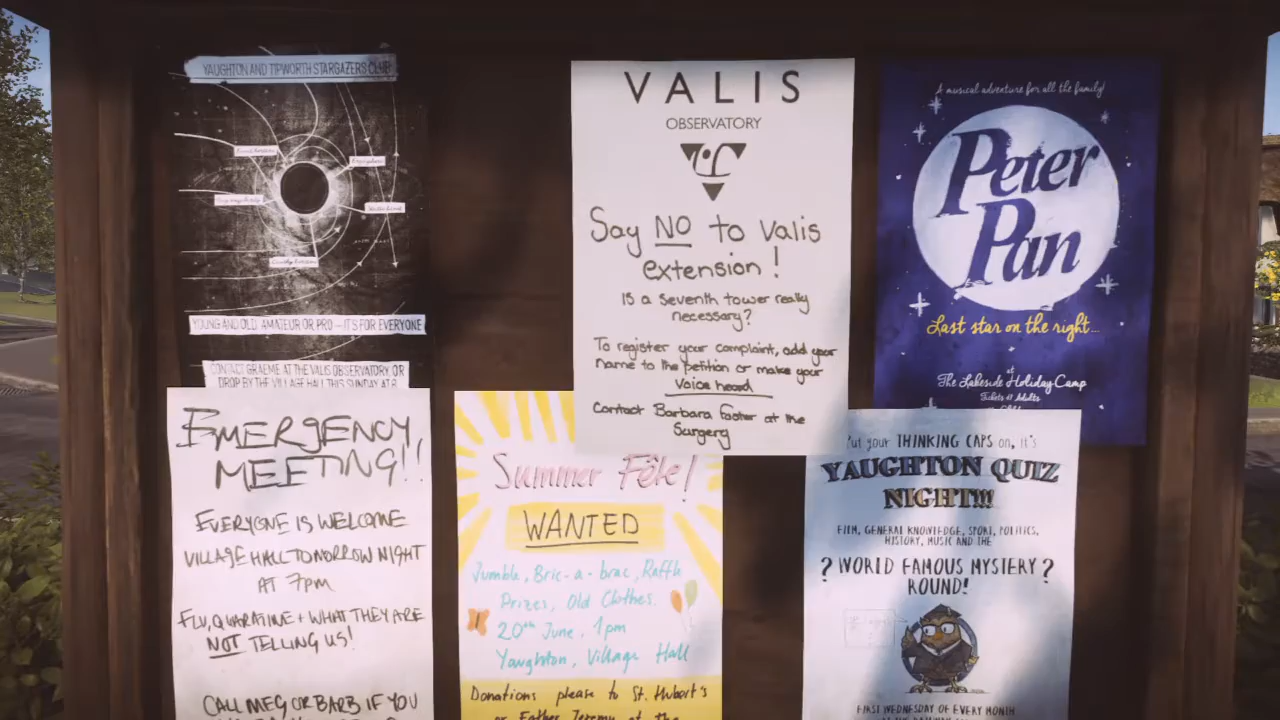 YAUGHTON AND TIPWORTH STARGAZERS CLUB
YOUNG AND OLD, AMATEUR OR PRO - IT'S FOR EVERYONE
CONTACT GRAEME AT THE VALIS OBSERVATORY, OR
DROP BY THE VILLAGE HALL THIS SUNDAY AT 8
VALIS
OBSERVATORY
Say NO to Valis
extension!
Is a seventh tower really
necessary?
To register your complaint, add your
name to the petition or make your
Voice heard
Contact Barbara Foster at the
Surgery
A musical adventure for all the family!
Peter
Pan
Last star on the right...
at
The Lakeside Holiday Camp
EMERGENCY
MEETING!!
EVERYONE IS WELCOME
VILLAGE HALL TOMORROW NIGHT
AT 7pm
FLU, QUARATINE + WHAT THEY ARE
NOT TELLING US!
CALL MEG OR BARB IF YOU
Summer Fête!
WANTED
Jumble, Bric-a-brac, Raffle
Prizes, Old Clothes.
20th June, 1pm
Yaughton, Village Hall
Donations please to St. Hubert's
or Father Jeremy at the
Put your THINKING CAPS on, it's
YAUGHTON QUIZ
NIGHT!!!
FILM, GENERAL KNOWLEDGE, SPORT, POLITICS,
HISTORY, MUSIC AND THE
? WORLD FAMOUS MYSTERY ?
ROUND!
FIRST WEDNESDAY OF EVERY MONTH